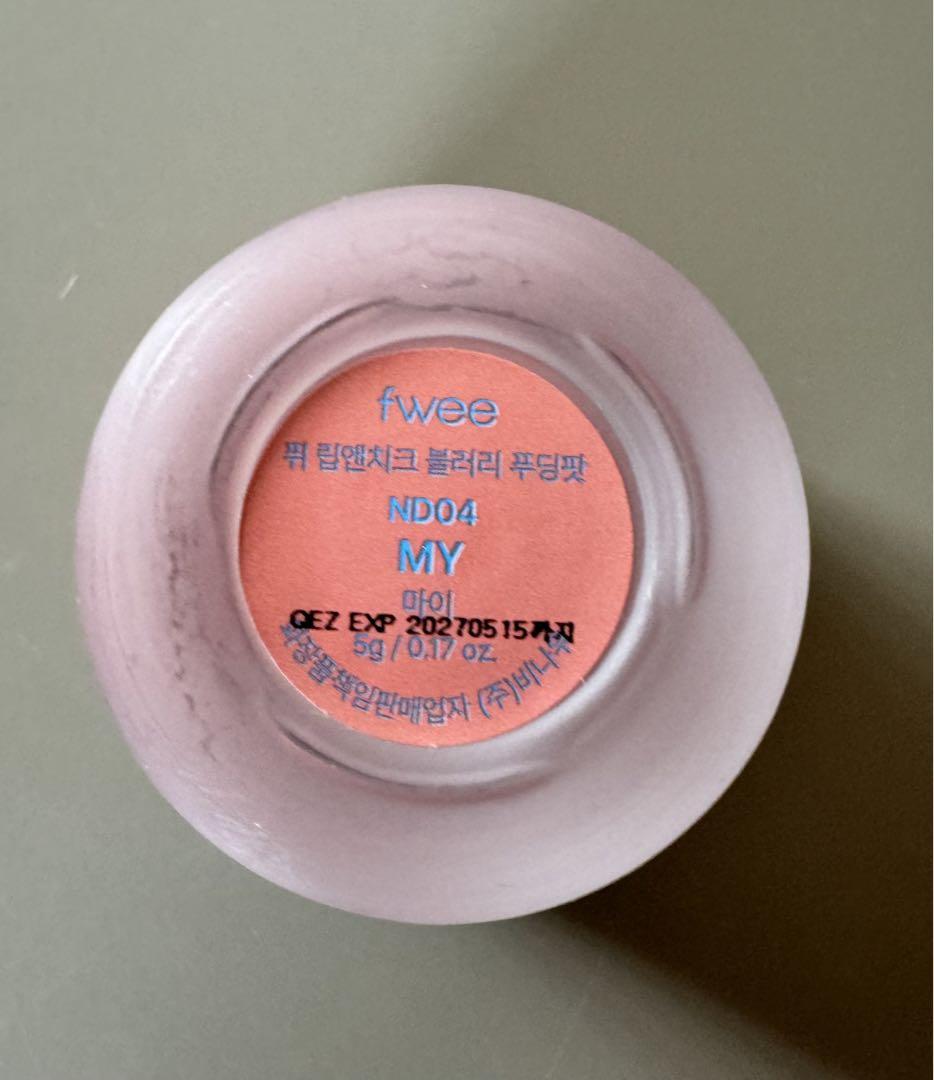 fwee
퓌 립앤치크 블러리 푸딩팟
ND04
MY
마이
QEZ EXP 20270515까지
5g / 0.17 oz.
화장품책임판매업자 (주)비나우